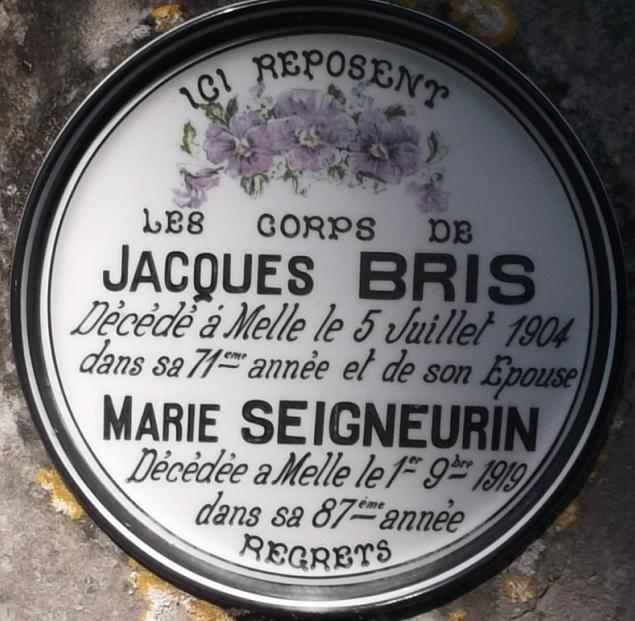 ICI REPOSENT
LES CORPS DE
JACQUES BRIS
Décédé á Melle le 5 Juillet 1904
dans sa 71ème année et de son Epouse
MARIE SEIGNEURIN
Décédée a Melle le 1er 9bre 1919
dans sa 87ème année
REGRETS